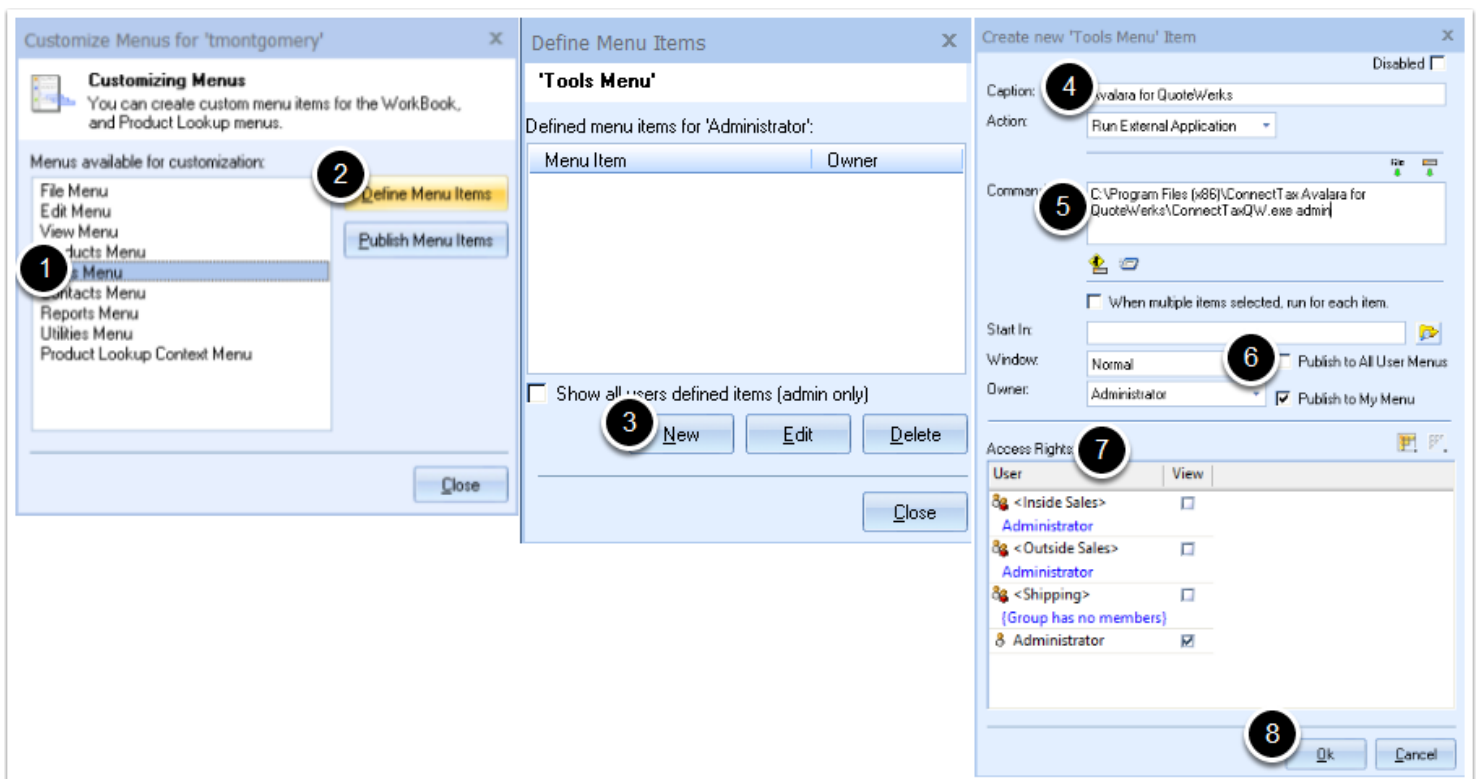 Customize Menus for 'tmontgomery'
Customizing Menus
You can create custom menu items for the WorkBook,
and Product Lookup menus.
Menus available for customization:
File Menu
Edit Menu
View Menu
ducts Menu
1
s Menu
ntacts Menu
Reports Menu
Utilities Menu
Product Lookup Context Menu
2
Define Menu Items
Publish Menu Items
Close
Define Menu Items
'Tools Menu'
Defined menu items for 'Administrator':
Menu Item Owner
Show all users defined items (admin only)
3
New Edit Delete
Close
Create new 'Tools Menu' Item
Disabled
Caption: 4 Avalara for QuoteWerks
Action: Run External Application
File
Comman 5 C:\Program Files (x86)\ConnectTax.Avalara for
QuoteWerks\ConnectTaxQW.exe admin
When multiple items selected, run for each item.
Start In:
Window: Normal 6 Publish to All User Menus
Owner: Administrator Publish to My Menu
Access Rights 7
User View
<Inside Sales>
Administrator
<Outside Sales>
Administrator
<Shipping>
{Group has no members}
Administrator
8
Ok Cancel